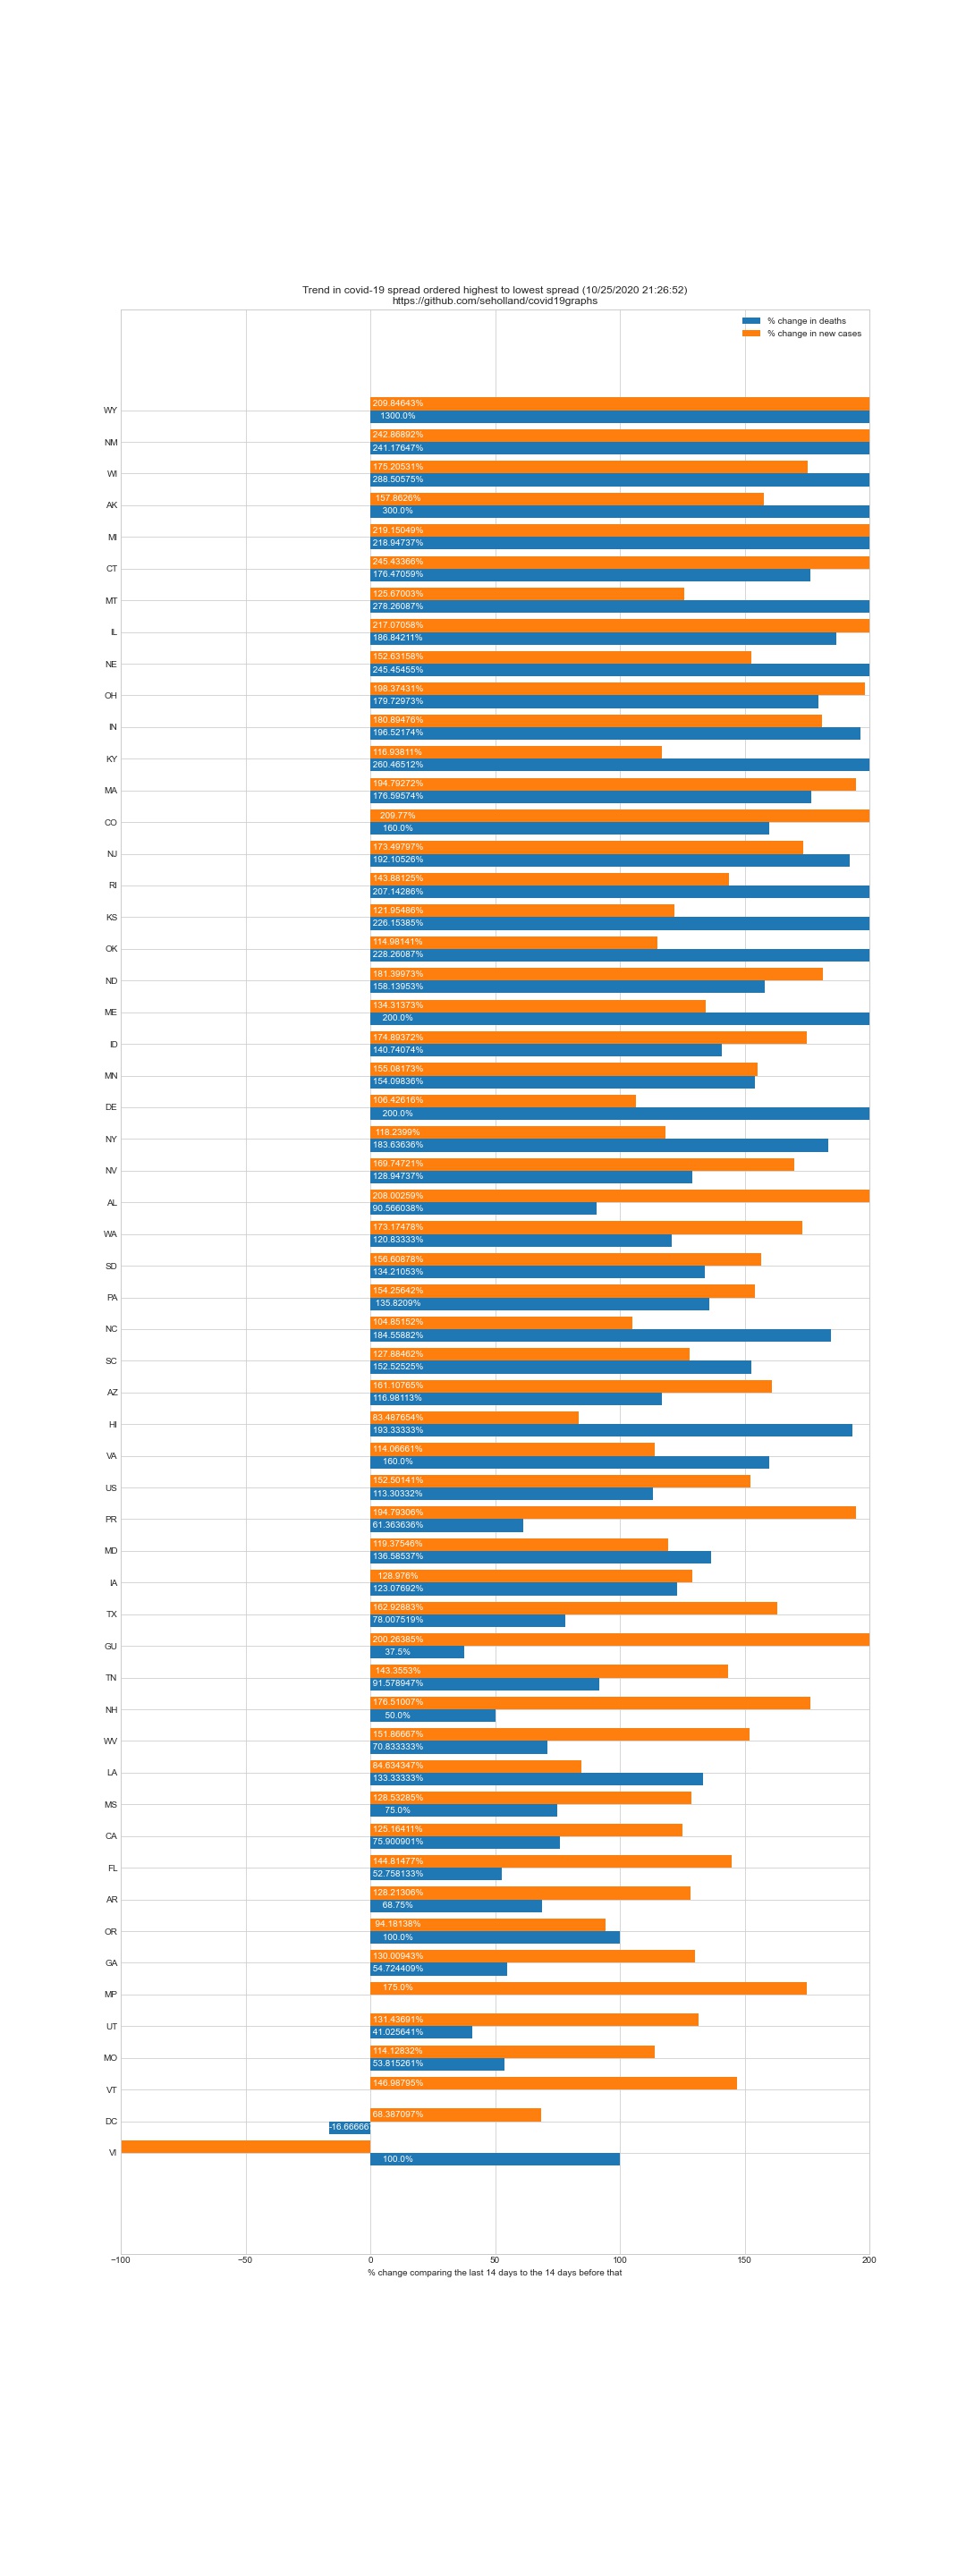 Trend in covid-19 spread ordered highest to lowest spread (10/25/2020 21:26:52)
https://github.com/seholland/covid19graphs
% change in deaths
% change in new cases
209.84643%
WY
1300.0%
242.86892%
NM
241.17647%
175.20531%
WI
288.50575%
157.8626%
AK
300.0%
219.15049%
MI
218.94737%
245.43366%
CT
176.47059%
125.67003%
MT
278.26087%
217.07058%
IL
186.84211%
152.63158%
NE
245.45455%
198.37431%
OH
179.72973%
180.89476%
IN
196.52174%
116.93811%
KY
260.46512%
194.79272%
MA
176.59574%
209.77%
CO
160.0%
173.49797%
NJ
192.10526%
143.88125%
RI
207.14286%
121.95486%
KS
226.15385%
114.98141%
OK
228.26087%
181.39973%
ND
158.13953%
134.31373%
ME
200.0%
174.89372%
ID
140.74074%
155.08173%
MN
154.09836%
106.42616%
DE
200.0%
118.2399%
NY
183.63636%
169.74721%
NV
128.94737%
208.00259%
AL
90.566038%
173.17478%
WA
120.83333%
156.60878%
SD
134.21053%
154.25642%
PA
135.8209%
104.85152%
NC
184.55882%
127.88462%
SC
152.52525%
161.10765%
AZ
116.98113%
83.487654%
HI
193.33333%
114.06661%
VA
160.0%
152.50141%
US
113.30332%
194.79306%
PR
61.363636%
119.37546%
MD
136.58537%
128.976%
IA
123.07692%
162.92883%
TX
78.007519%
200.26385%
GU
37.5%
143.3553%
TN
91.578947%
176.51007%
NH
50.0%
151.86667%
WV
70.833333%
84.634347%
LA
133.33333%
128.53285%
MS
75.0%
125.16411%
CA
75.900901%
144.81477%
FL
52.758133%
128.21306%
AR
68.75%
94.18138%
OR
100.0%
130.00943%
GA
54.724409%
175.0%
MP
131.43691%
UT
41.025641%
114.12832%
MO
53.815261%
146.98795%
VT
68.387097%
DC
-16.66666
VI
100.0%
−100 −50 0 50 100 150 200
% change comparing the last 14 days to the 14 days before that